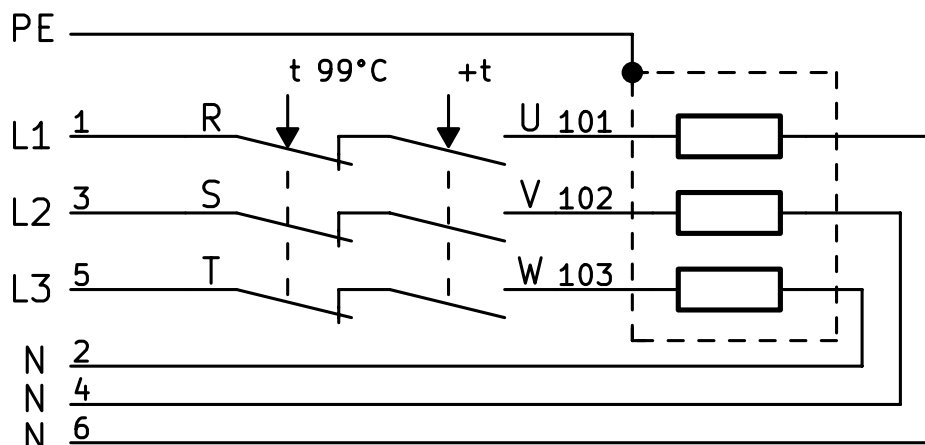 PE
t 99°C +t
L1 1 R U 101
L2 3 S V 102
L3 5 T W 103
N 2
N 4
N 6